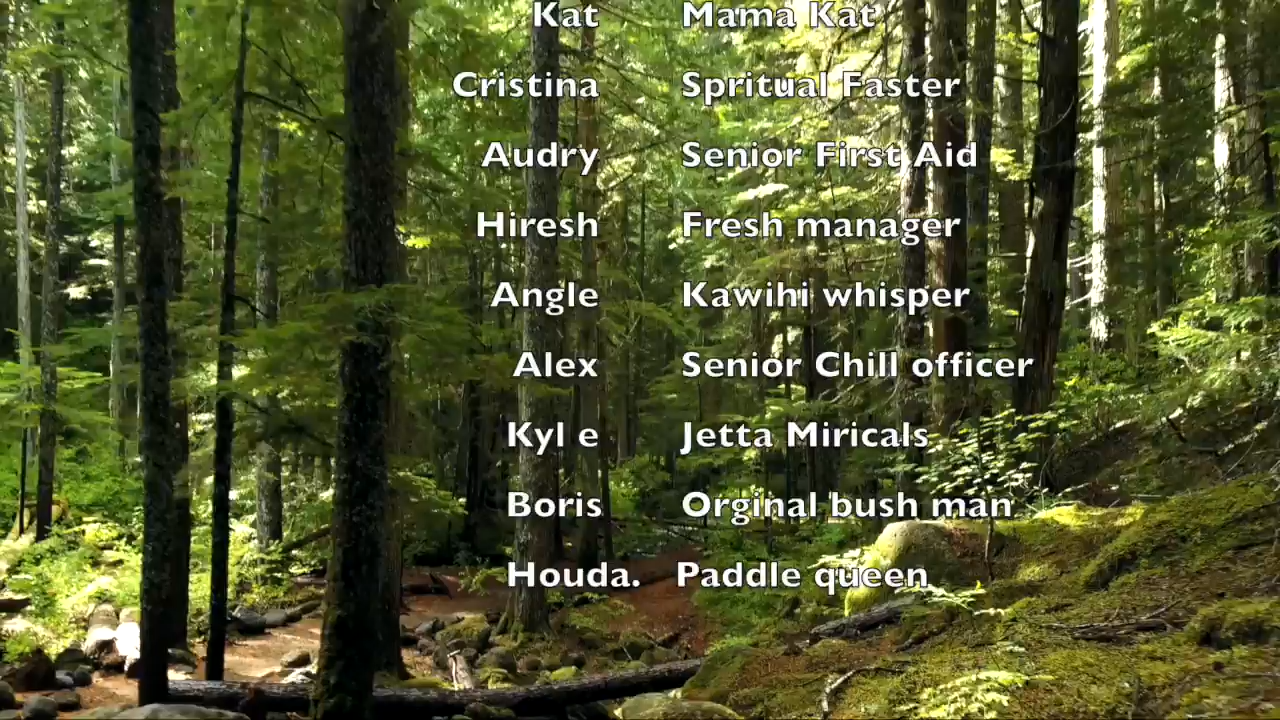 Kat Mama Kat
Cristina Spritual Faster
Audry Senior First Aid
Hiresh Fresh manager
Angle Kawihi whisper
Alex Senior Chill officer
Kyl e Jetta Miricals
Boris Orginal bush man
Houda. Paddle queen